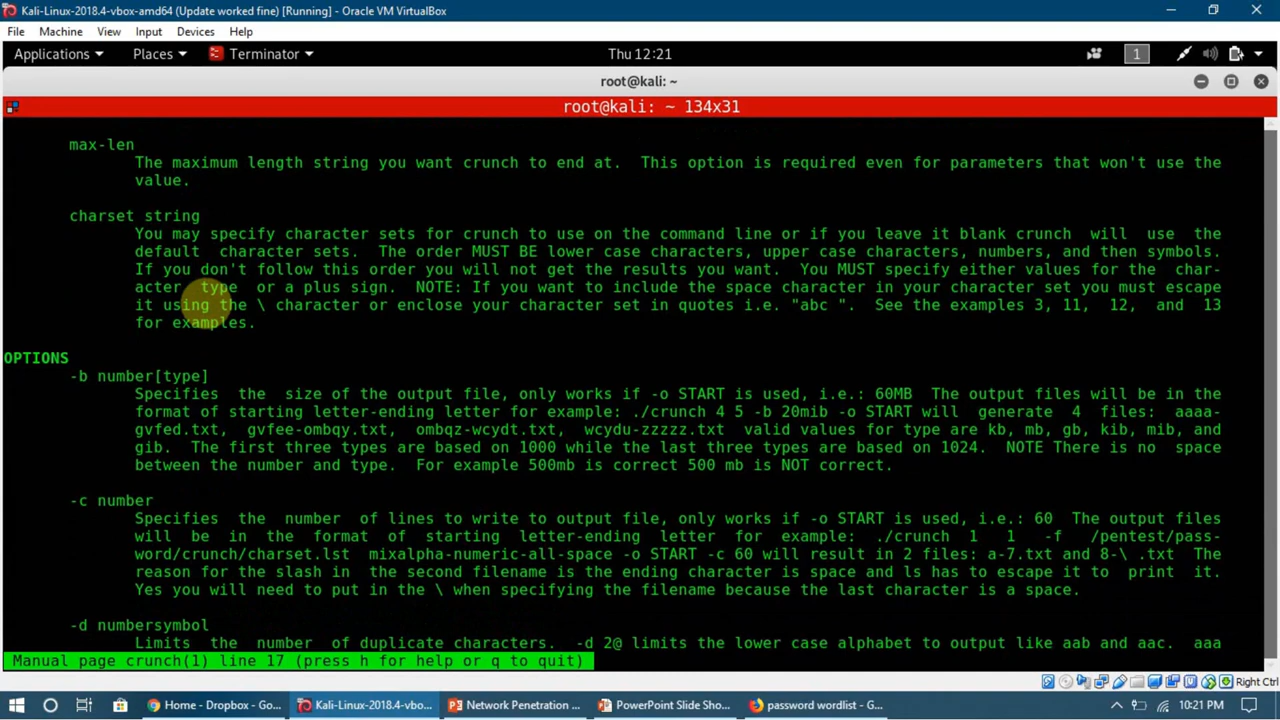 Kali-Linux-2018.4-vbox-amd64 (Update worked fine) [Running] - Oracle VM VirtualBox
File Machine View Input Devices Help
Applications Places Terminator Thu 12:21 1
root@kali: ~
root@kali: ~ 134x31
max-len
The maximum length string you want crunch to end at. This option is required even for parameters that won't use the
value.
charset string
You may specify character sets for crunch to use on the command line or if you leave it blank crunch will use the
default character sets. The order MUST BE lower case characters, upper case characters, numbers, and then symbols.
If you don't follow this order you will not get the results you want. You MUST specify either values for the char-
acter type or a plus sign. NOTE: If you want to include the space character in your character set you must escape
it using the \ character or enclose your character set in quotes i.e. "abc ". See the examples 3, 11, 12, and 13
for examples.
OPTIONS
-b number[type]
Specifies the size of the output file, only works if -o START is used, i.e.: 60MB The output files will be in the
format of starting letter-ending letter for example: ./crunch 4 5 -b 20mib -o START will generate 4 files: aaaa-
gvfed.txt, gvfee-ombqy.txt, ombqz-wcydt.txt, wcydu-zzzzz.txt valid values for type are kb, mb, gb, kib, mib, and
gib. The first three types are based on 1000 while the last three types are based on 1024. NOTE There is no space
between the number and type. For example 500mb is correct 500 mb is NOT correct.
-c number
Specifies the number of lines to write to output file, only works if -o START is used, i.e.: 60 The output files
will be in the format of starting letter-ending letter for example: ./crunch 1 1 -f /pentest/pass-
word/crunch/charset.lst mixalpha-numeric-all-space -o START -c 60 will result in 2 files: a-7.txt and 8-\ .txt The
reason for the slash in the second filename is the ending character is space and ls has to escape it to print it.
Yes you will need to put in the \ when specifying the filename because the last character is a space.
-d numbersymbol
Limits the number of duplicate characters. -d 2@ limits the lower case alphabet to output like aab and aac. aaa
Manual page crunch(1) line 17 (press h for help or q to quit)
Right Ctrl
Home - Dropbox - Go... Kali-Linux-2018.4-vbo... Network Penetration ... PowerPoint Slide Sho... password wordlist - G... 10:21 PM